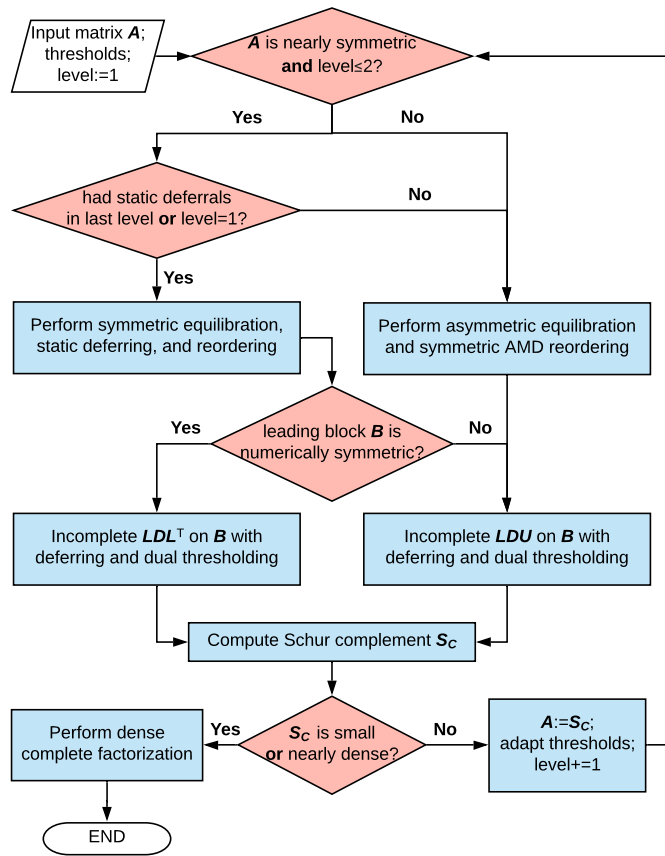 Input matrix A;
thresholds;
level:=1
A is nearly symmetric
and level≤2?
Yes
No
had static deferrals
in last level or level=1?
No
Yes
Perform symmetric equilibration,
static deferring, and reordering
Perform asymmetric equilibration
and symmetric AMD reordering
Yes
leading block B is
numerically symmetric?
No
Incomplete LDLᵀ on B with
deferring and dual thresholding
Incomplete LDU on B with
deferring and dual thresholding
Compute Schur complement S_C
Perform dense
complete factorization
Yes
S_C is small
or nearly dense?
No
A:=S_C;
adapt thresholds;
level+=1
END